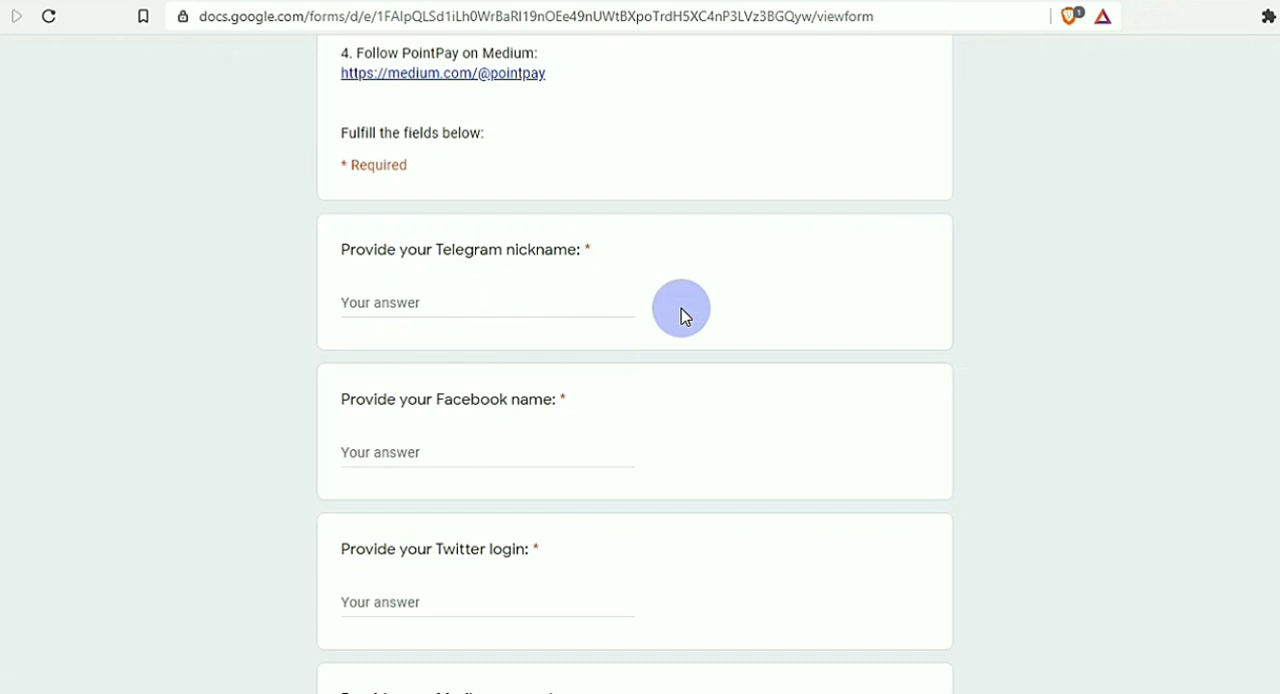 docs.google.com/forms/d/e/1FAIpQLSd1iLh0WrBaRI19nOEe49nUWtBXpoTrdH5XC4nP3LVz3BGQyw/viewform
1
4. Follow PointPay on Medium:
https://medium.com/@pointpay
Fulfill the fields below:
* Required
Provide your Telegram nickname: *
Your answer
Provide your Facebook name: *
Your answer
Provide your Twitter login: *
Your answer